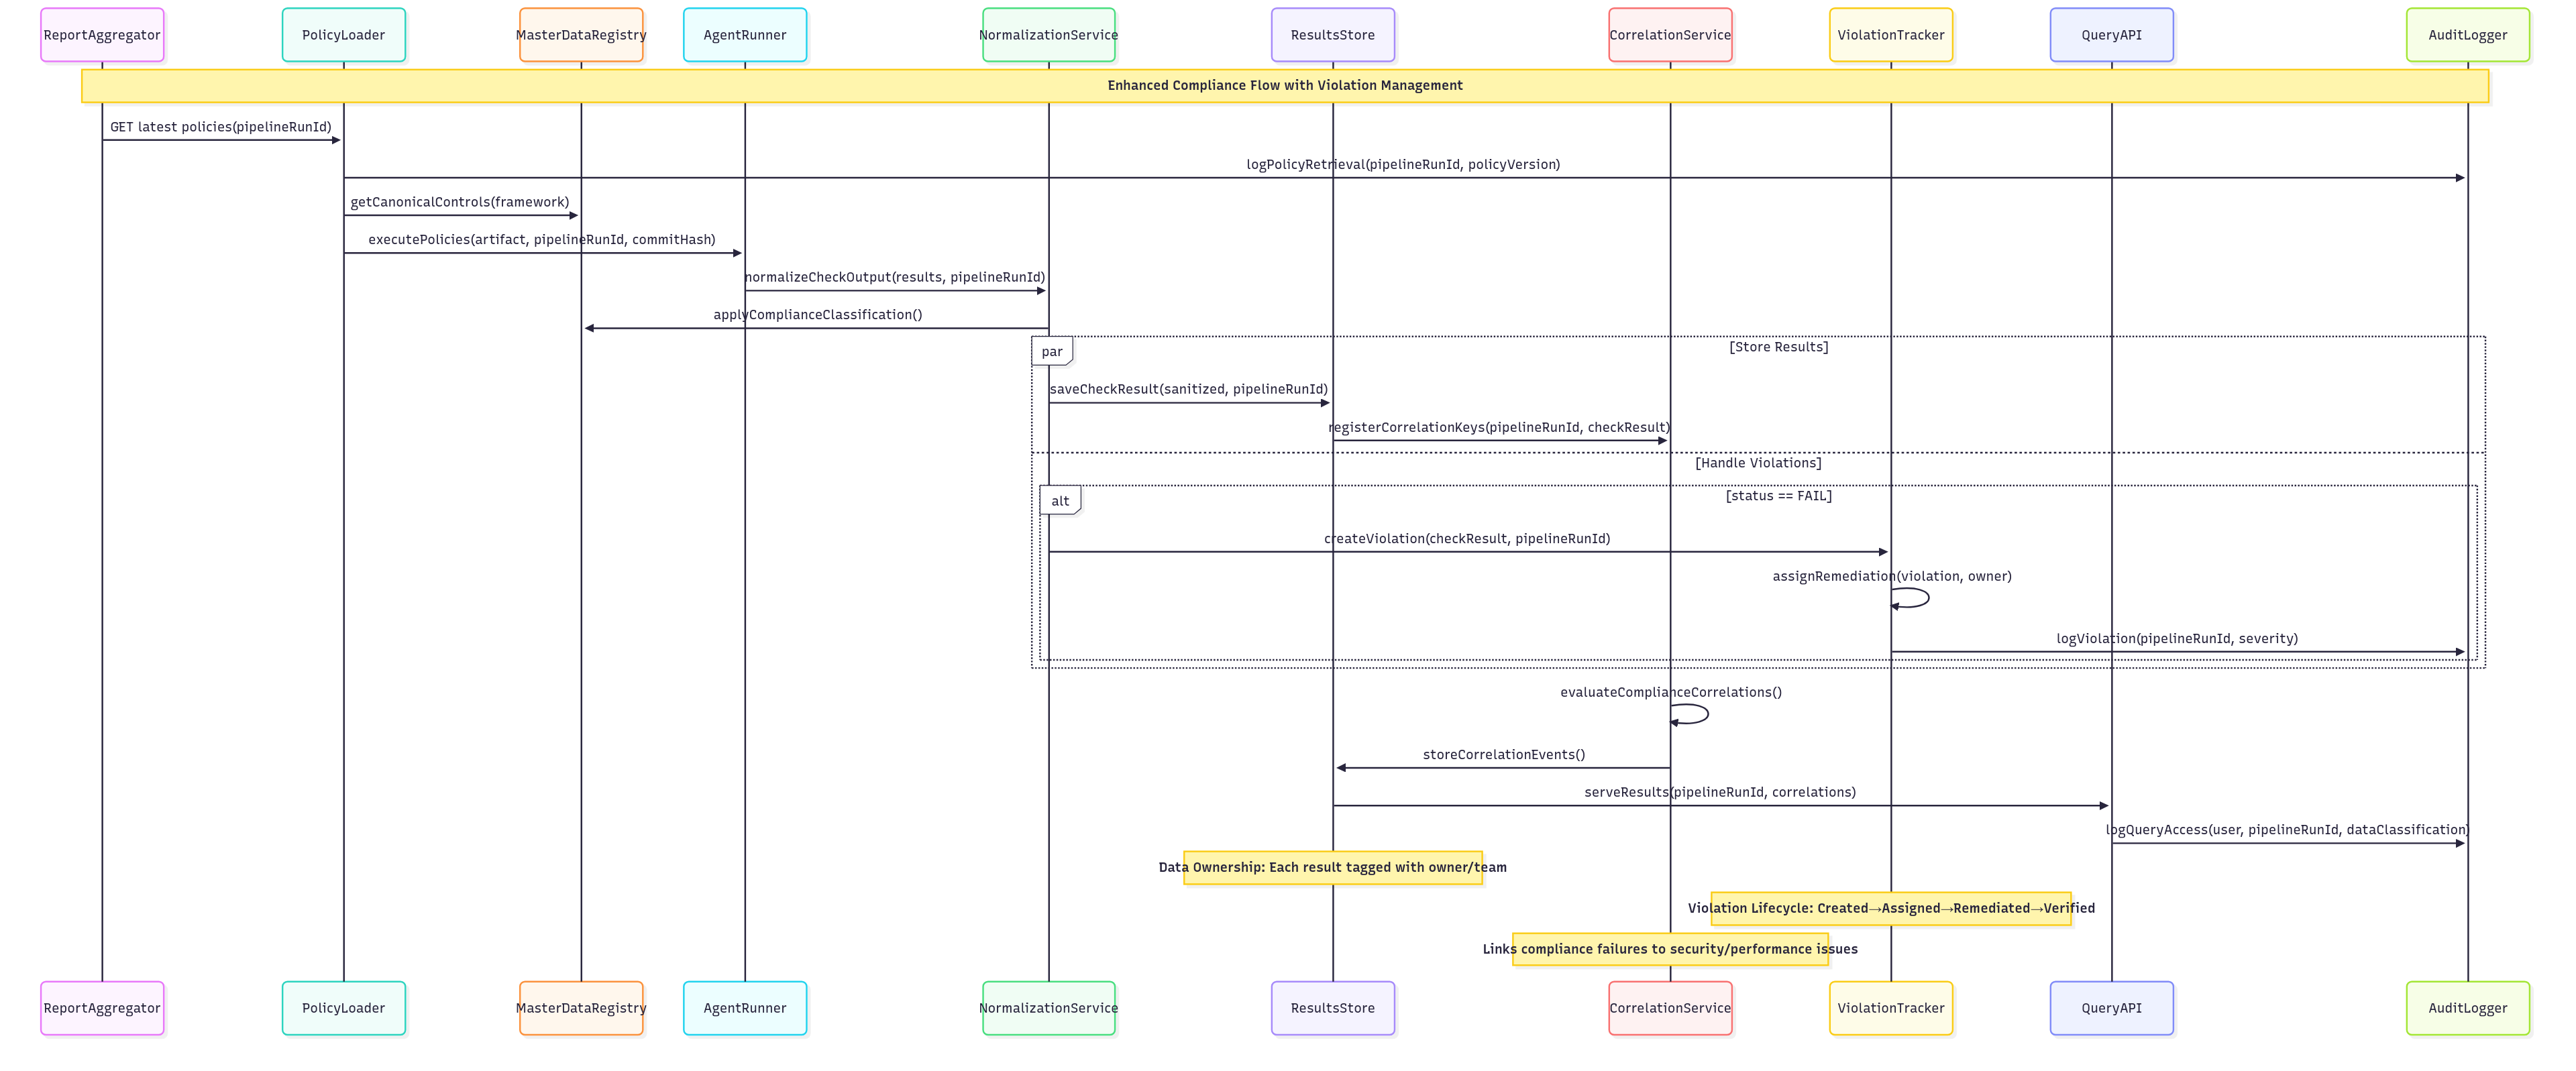 ReportAggregator
PolicyLoader
MasterDataRegistry
AgentRunner
NormalizationService
ResultsStore
CorrelationService
ViolationTracker
QueryAPI
AuditLogger
Enhanced Compliance Flow with Violation Management
GET latest policies(pipelineRunId)
logPolicyRetrieval(pipelineRunId, policyVersion)
getCanonicalControls(framework)
executePolicies(artifact, pipelineRunId, commitHash)
normalizeCheckOutput(results, pipelineRunId)
applyComplianceClassification()
par
[Store Results]
saveCheckResult(sanitized, pipelineRunId)
registerCorrelationKeys(pipelineRunId, checkResult)
[Handle Violations]
alt
[status == FAIL]
createViolation(checkResult, pipelineRunId)
assignRemediation(violation, owner)
logViolation(pipelineRunId, severity)
evaluateComplianceCorrelations()
storeCorrelationEvents()
serveResults(pipelineRunId, correlations)
logQueryAccess(user, pipelineRunId, dataClassification)
Data Ownership: Each result tagged with owner/team
Violation Lifecycle: Created→Assigned→Remediated→Verified
Links compliance failures to security/performance issues
ReportAggregator
PolicyLoader
MasterDataRegistry
AgentRunner
NormalizationService
ResultsStore
CorrelationService
ViolationTracker
QueryAPI
AuditLogger